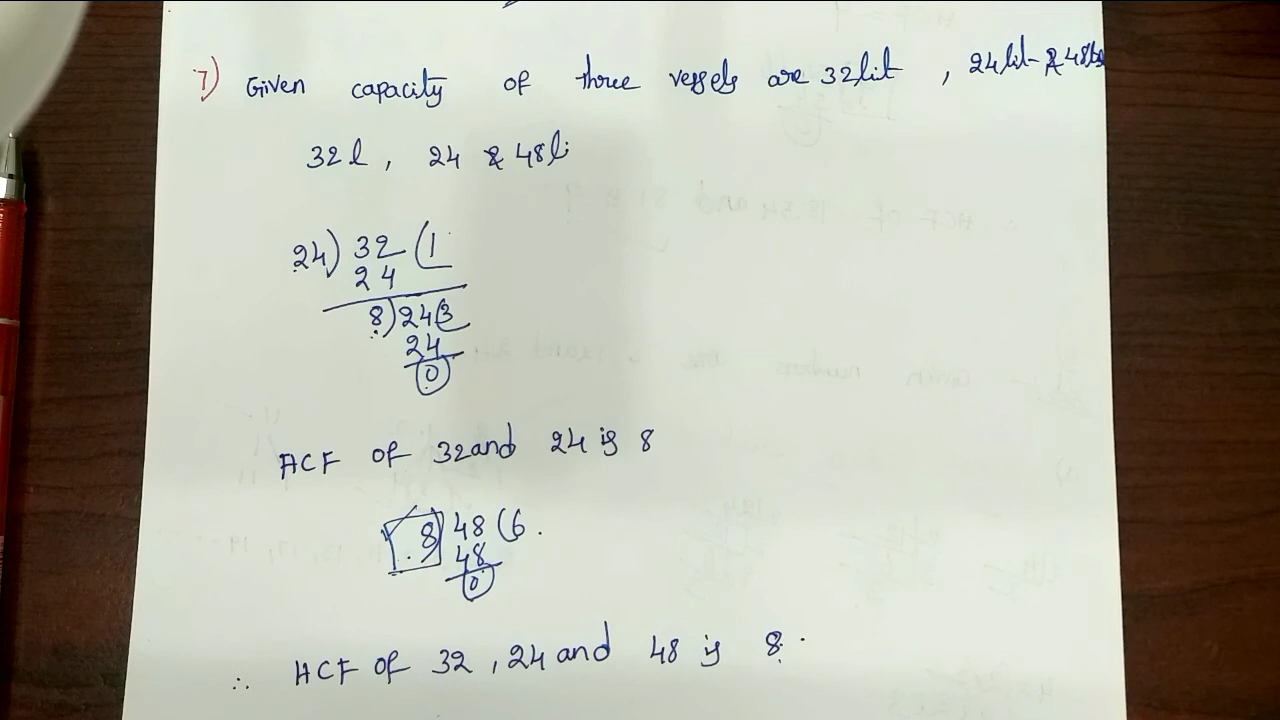 7) Given capacity of three vessels are 32lit , 24lit & 48
32l , 24 & 48li
24) 32 (1
24
8) 24 (3
24
0
HCF of 32 and 24 is 8
8) 48 (6 .
48
0
∴ HCF of 32 , 24 and 48 is 8 .